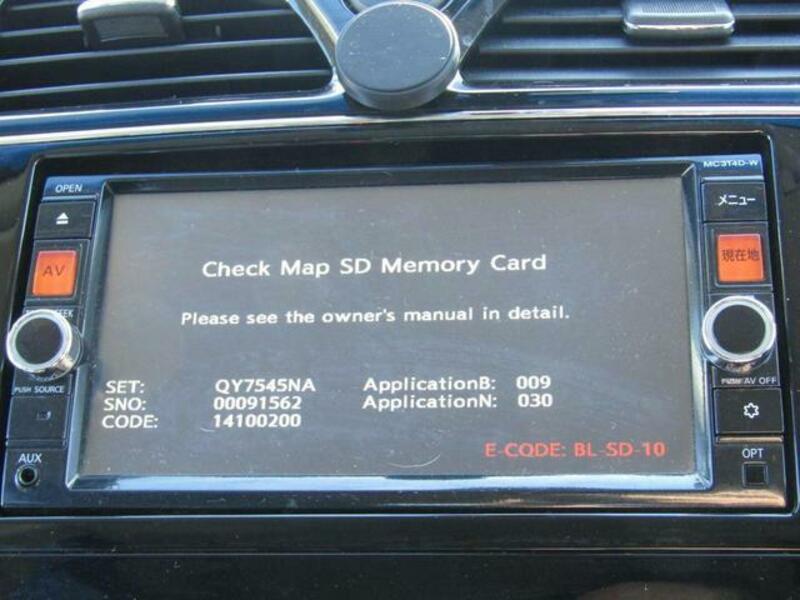 MC3T4D-W
OPEN
メニュー
AV
現在地
Check Map SD Memory Card
Please see the owner's manual in detail.
PUSH SOURCE
PUSH AV OFF
SET: QY7545NA ApplicationB: 009
SNO: 00091562 ApplicationN: 030
CODE: 14100200
E-CODE: BL-SD-10
AUX
OPT